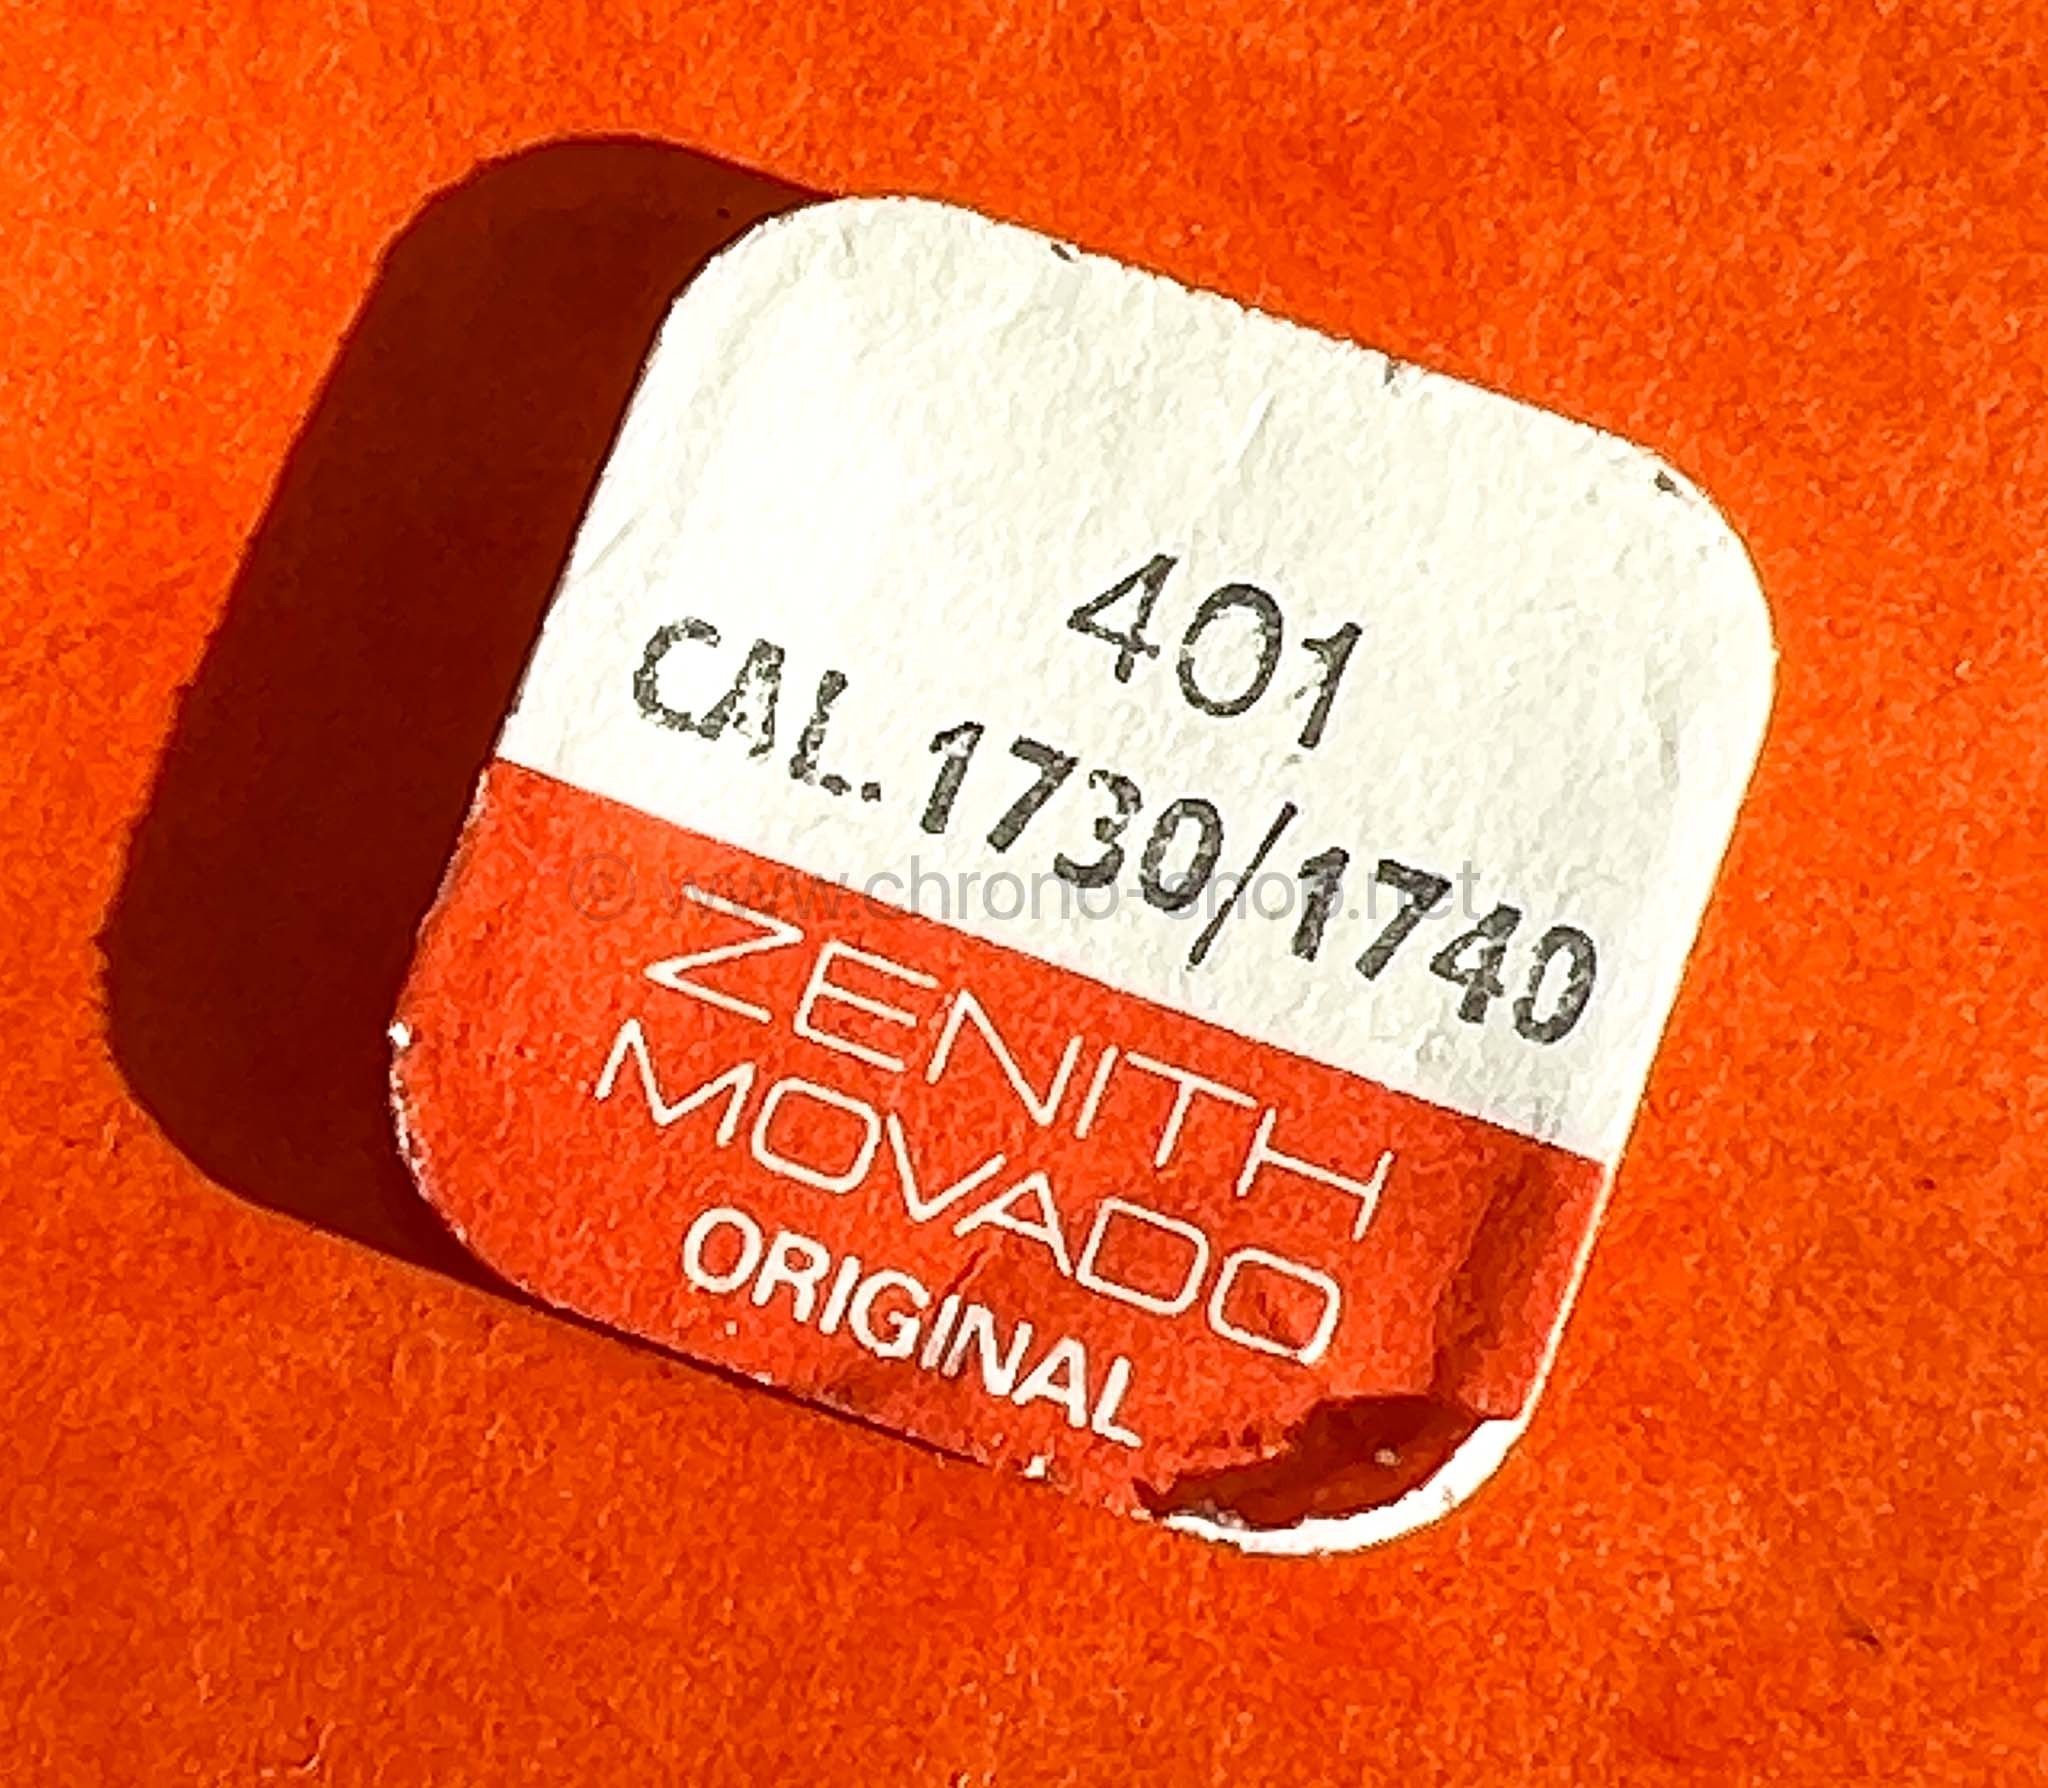 401
CAL. 1730/1740
© www.chrono-shop.net
ZENITH
MOVADO
ORIGINAL